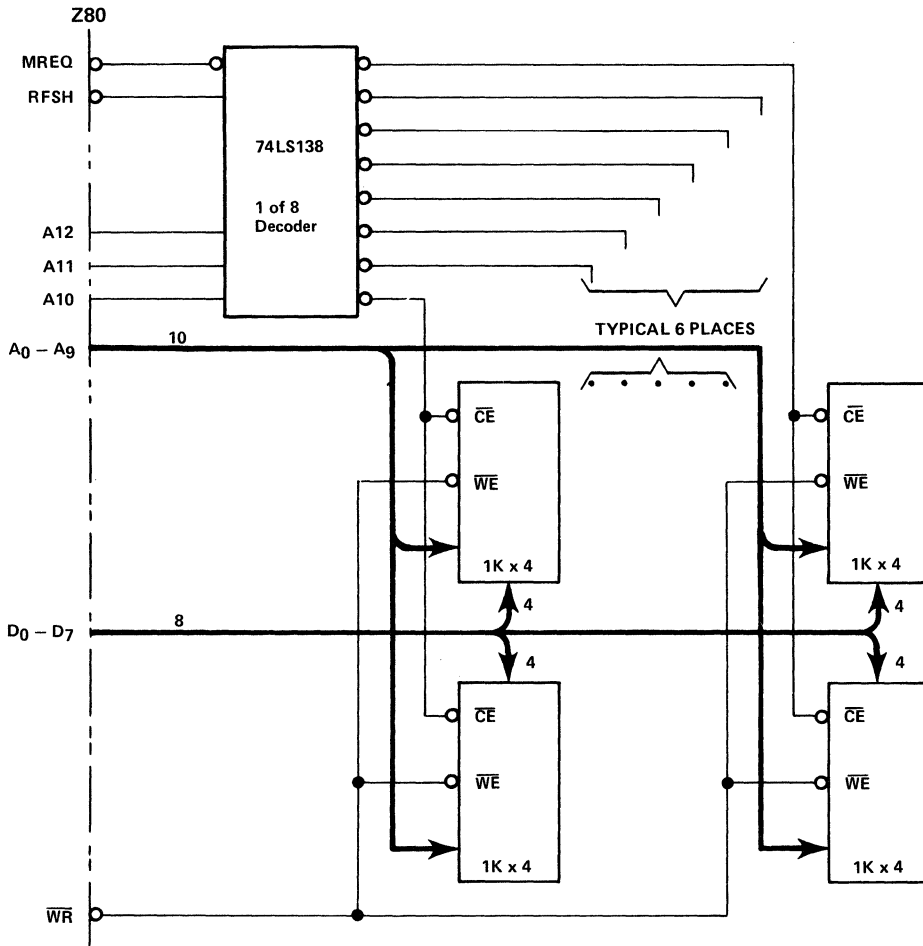 Z80
MREQ
RFSH
74LS138
1 of 8
Decoder
A12
A11
A10
A0 – A9
10
TYPICAL 6 PLACES
CE
CE
WE
WE
1K x 4
1K x 4
4
4
D0 – D7
8
4
4
CE
CE
WE
WE
1K x 4
1K x 4
WR